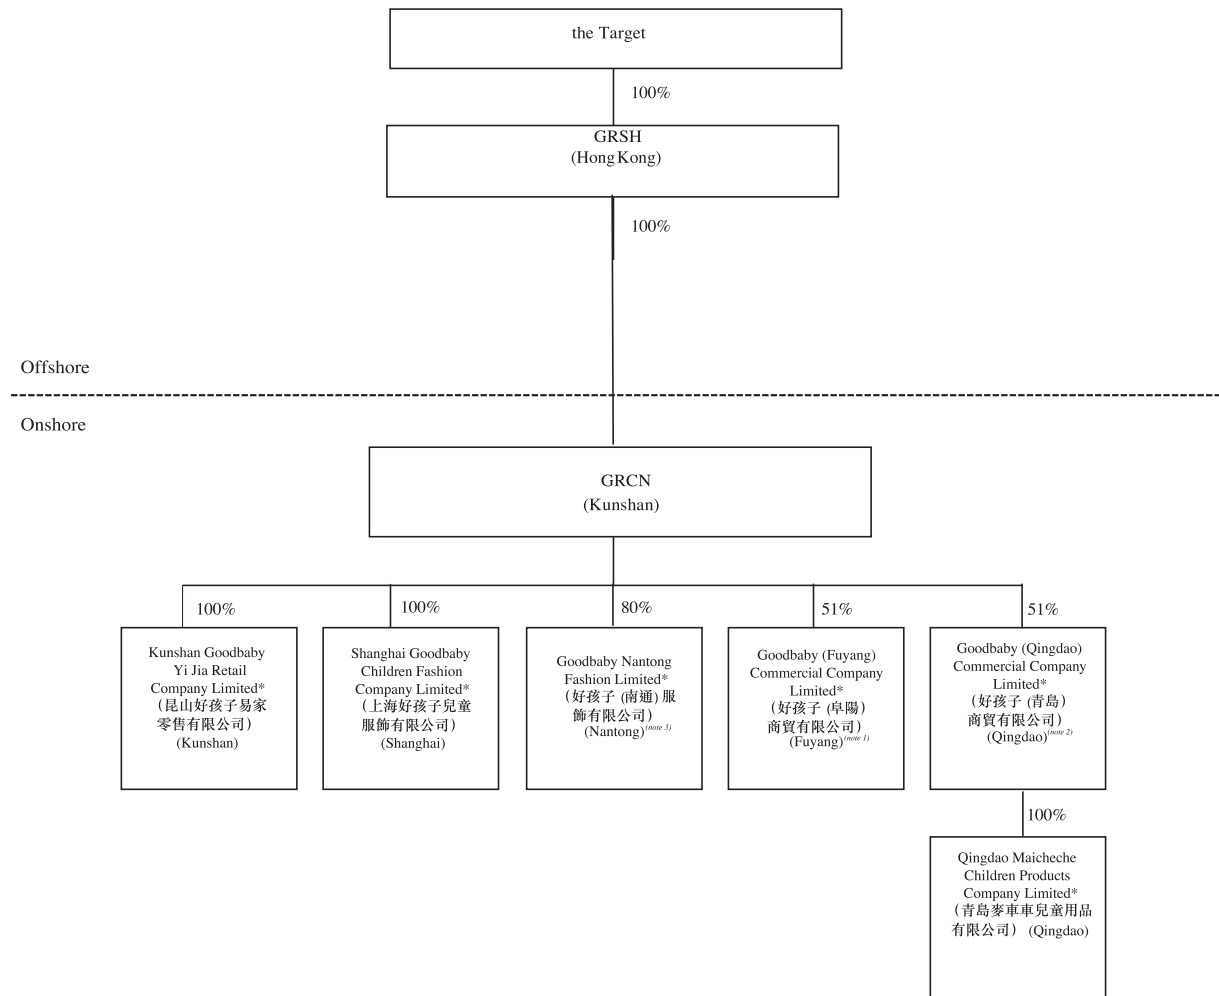 the Target
100%
GRSH
(Hong Kong)
100%
Offshore
Onshore
GRCN
(Kunshan)
100%
Kunshan Goodbaby
Yi Jia Retail
Company Limited*
(昆山好孩子易家
零售有限公司)
(Kunshan)
100%
Shanghai Goodbaby
Children Fashion
Company Limited*
(上海好孩子兒童
服飾有限公司)
(Shanghai)
80%
Goodbaby Nantong
Fashion Limited*
(好孩子 (南通) 服
飾有限公司)
(Nantong)(note 3)
51%
Goodbaby (Fuyang)
Commercial Company
Limited*
(好孩子 (阜陽)
商貿有限公司)
(Fuyang)(note 1)
51%
Goodbaby (Qingdao)
Commercial Company
Limited*
(好孩子 (青島)
商貿有限公司)
(Qingdao)(note 2)
100%
Qingdao Maicheche
Children Products
Company Limited*
(青島麥車車兒童用品
有限公司) (Qingdao)